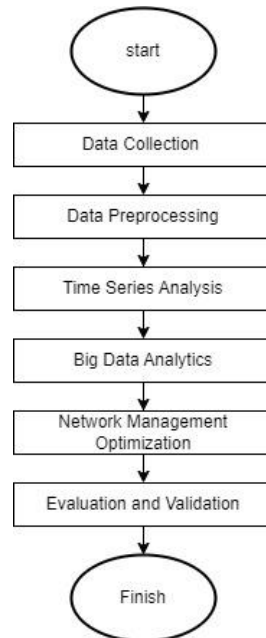 start
Data Collection
Data Preprocessing
Time Series Analysis
Big Data Analytics
Network Management
Optimization
Evaluation and Validation
Finish